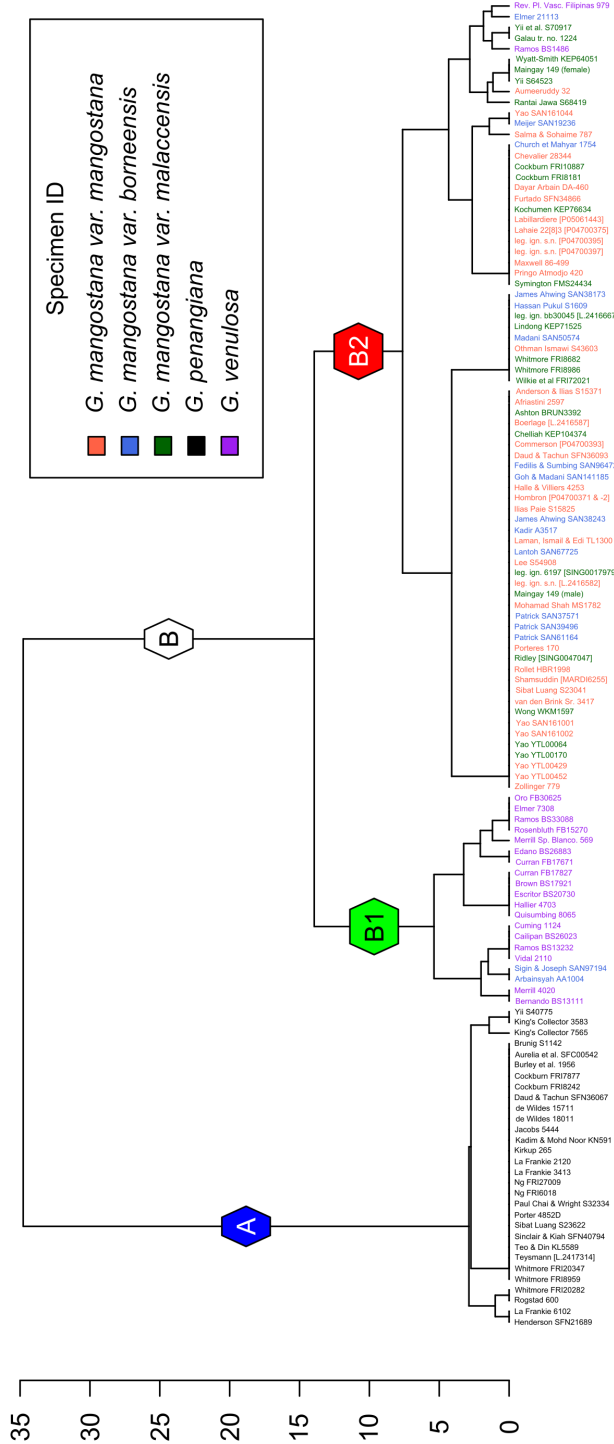 Specimen ID
G. mangostana var. mangostana
G. mangostana var. borneensis
G. mangostana var. malaccensis
G. penangiana
G. venulosa
B
B2
B1
A
35
30
25
20
15
10
5
0
Rev. Pl. Vasc. Filipinas 979
Elmer 21113
Yii et al. S70917
Galau tr. no. 1224
Ramos BS1486
Wyatt-Smith KEP64051
Maingay 149 (female)
Yii S64523
Aumeeruddy 32
Rantai Jawa S68419
Yao SAN161044
Meijer SAN19236
Salma & Sohaime 787
Church et Mahyar 1754
Chevalier 28344
Cockburn FRI10887
Cockburn FRI8181
Dayar Arbain DA-460
Furtado SFN34866
Kochumen KEP76634
Labillardiere [P05061443]
Lahaie 22[8]3 [P04700375]
leg. ign. s.n. [P04700395]
leg. ign. s.n. [P04700397]
Maxwell 86-499
Pringo Atmodjo 420
Symington FMS24434
James Ahwing SAN38173
Hassan Pukul S1609
leg. ign. bb30045 [L.2416667
Lindong KEP71525
Madani SAN50574
Othman Ismawi S43603
Whitmore FRI8682
Whitmore FRI8986
Wilkie et al FRI72021
Anderson & Ilias S15371
Afriastini 2597
Ashton BRUN3392
Boerlage [L.2416587]
Chelliah KEP104374
Commerson [P04700393]
Daud & Tachun SFN36093
Fedilis & Sumbing SAN9647
Goh & Madani SAN141185
Halle & Villiers 4253
Hombron [P04700371 & -2]
Ilias Paie S15825
James Ahwing SAN38243
Kadir A3517
Laman, Ismail & Edi TL1300
Lantoh SAN67725
Lee S54908
leg. ign. 6197 [SING0017979
leg. ign. s.n. [L.2416582]
Maingay 149 (male)
Mohamad Shah MS1782
Patrick SAN37571
Patrick SAN39496
Patrick SAN61164
Porteres 170
Ridley [SING0047047]
Rollet HBR1998
Shamsuddin [MARDI6255]
Sibat Luang S23041
van den Brink Sr. 3417
Wong WKM1597
Yao SAN161001
Yao SAN161002
Yao YTL00064
Yao YTL00170
Yao YTL00429
Yao YTL00452
Zollinger 779
Oro FB30625
Elmer 7308
Ramos BS33088
Rosenbluth FB15270
Merrill Sp. Blanco. 569
Edano BS26883
Curran FB17671
Curran FB17827
Brown BS17921
Escritor BS20730
Hallier 4703
Quisumbing 8065
Cuming 1124
Cailipan BS26023
Ramos BS13232
Vidal 2110
Sigin & Joseph SAN97194
Arbainsyah AA1004
Merrill 4020
Bernando BS13111
Yii S40775
King's Collector 3583
King's Collector 7565
Brunig S1142
Aurelia et al. SFC00542
Burley et al. 1956
Cockburn FRI7877
Cockburn FRI8242
Daud & Tachun SFN36067
de Wildes 15711
de Wildes 18011
Jacobs 5444
Kadim & Mohd Noor KN591
Kirkup 265
La Frankie 2120
La Frankie 3413
Ng FRI27009
Ng FRI6018
Paul Chai & Wright S32334
Porter 4852D
Sibat Luang S23622
Sinclair & Kiah SFN40794
Teo & Din KL5589
Teysmann [L.2417314]
Whitmore FRI20347
Whitmore FRI8959
Whitmore FRI20282
Rogstad 600
La Frankie 6102
Henderson SFN21689